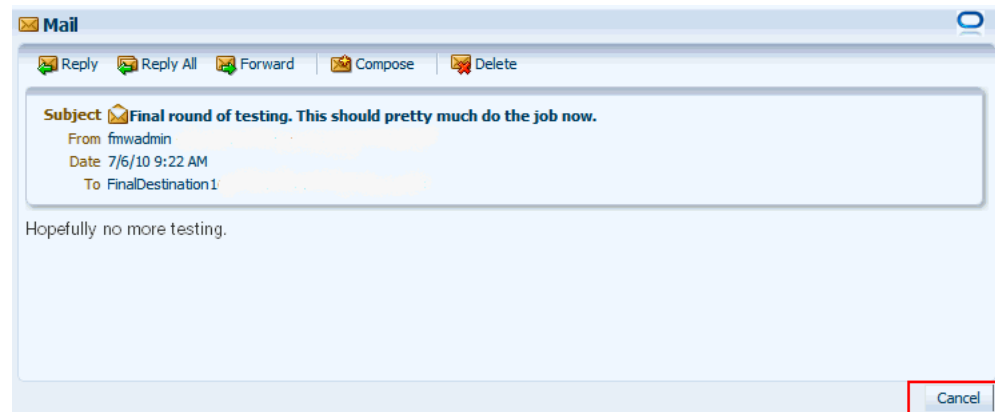 Mail
Reply Reply All Forward Compose Delete
Subject Final round of testing. This should pretty much do the job now.
From fmwadmin
Date 7/6/10 9:22 AM
To FinalDestination1
Hopefully no more testing.
Cancel